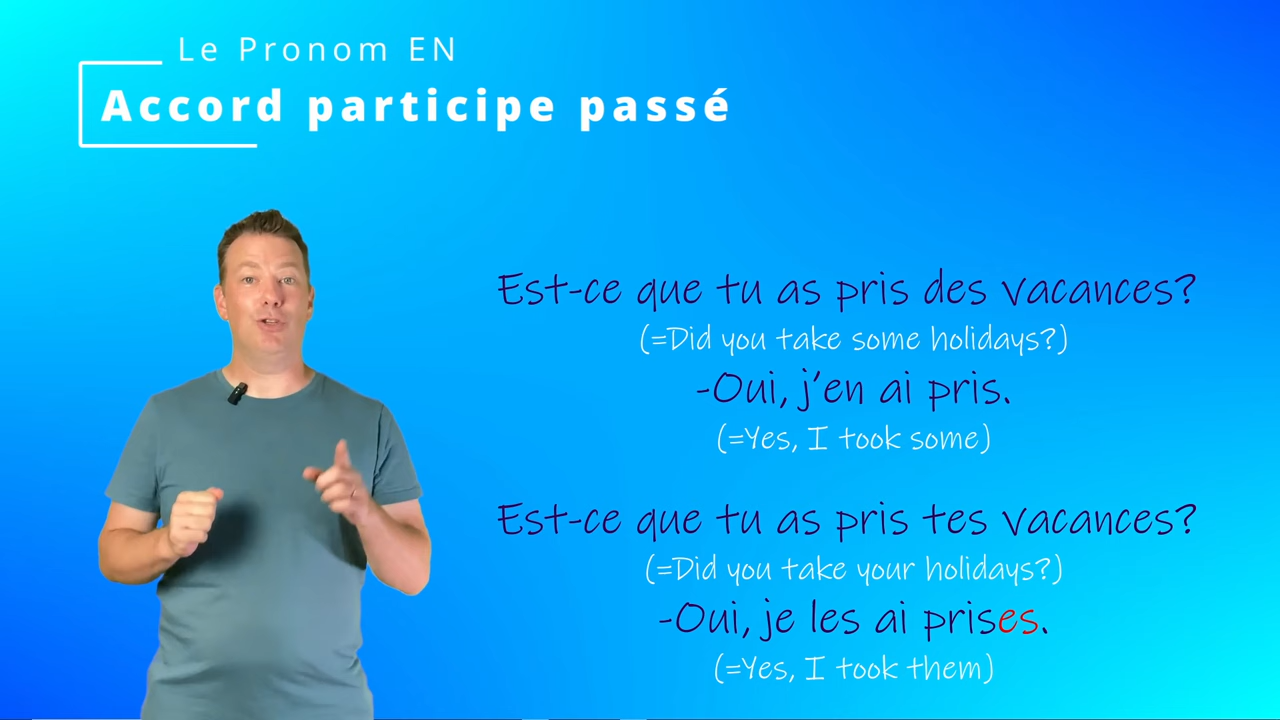 Le Pronom EN
Accord participe passé
Est-ce que tu as pris des vacances?
(=Did you take some holidays?)
-Oui, j'en ai pris.
(=Yes, I took some)
Est-ce que tu as pris tes vacances?
(=Did you take your holidays?)
-Oui, je les ai prises.
(=Yes, I took them)